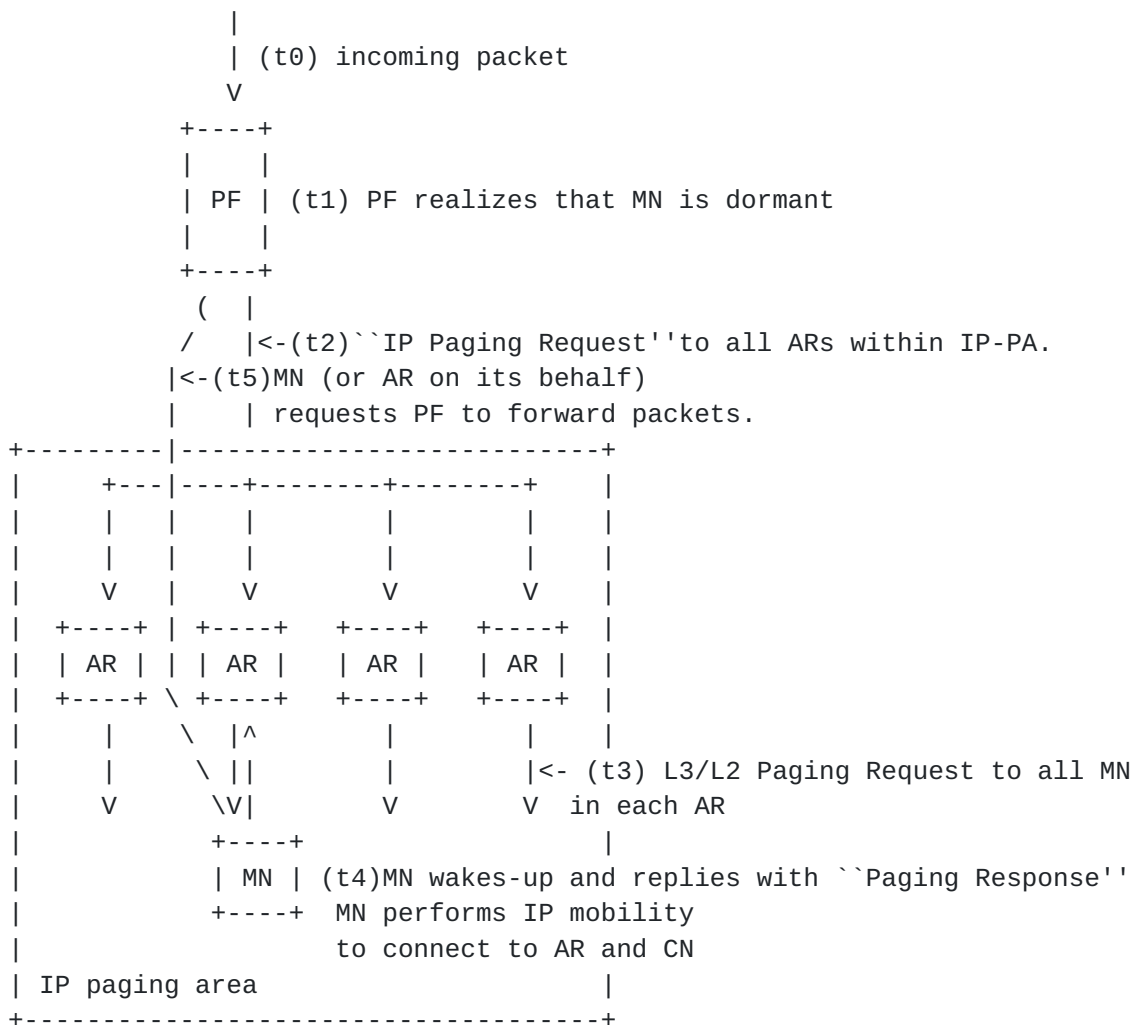 (t0) incoming packet
PF (t1) PF realizes that MN is dormant
<-(t2)``IP Paging Request''to all ARs within IP-PA.
<-(t5)MN (or AR on its behalf)
requests PF to forward packets.
AR AR AR AR
<- (t3) L3/L2 Paging Request to all MN
in each AR
MN (t4)MN wakes-up and replies with ``Paging Response''
MN performs IP mobility
to connect to AR and CN
IP paging area